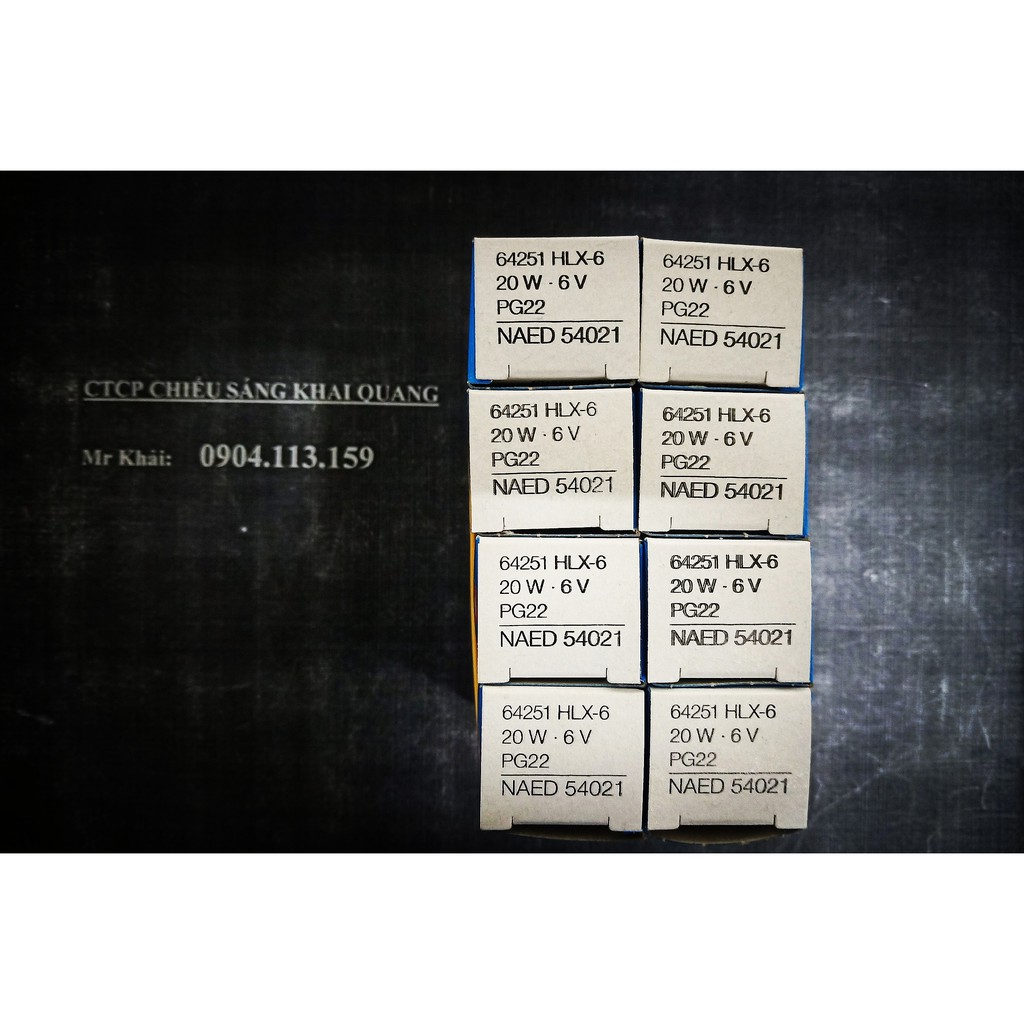 CTCP CHIẾU SÁNG KHAI QUANG
Mr Khải: 0904.113.159
64251 HLX-6
20 W · 6 V
PG22
NAED 54021
64251 HLX-6
20 W · 6 V
PG22
NAED 54021
64251 HLX-6
20 W · 6 V
PG22
NAED 54021
64251 HLX-6
20 W · 6 V
PG22
NAED 54021
64251 HLX-6
20 W · 6 V
PG22
NAED 54021
64251 HLX-6
20 W · 6 V
PG22
NAED 54021
64251 HLX-6
20 W · 6 V
PG22
NAED 54021
64251 HLX-6
20 W · 6 V
PG22
NAED 54021